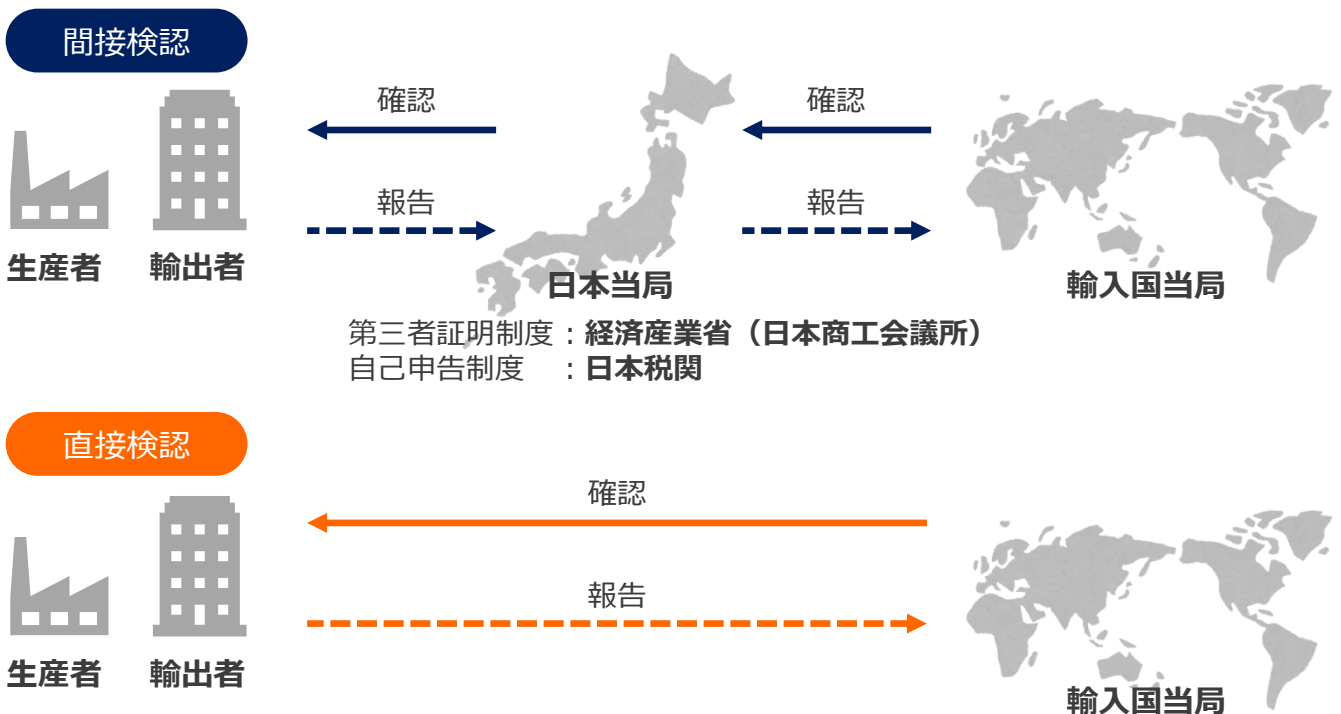 間接検認
確認
確認
報告
報告
生産者
輸出者
日本当局
輸入国当局
第三者証明制度：経済産業省（日本商工会議所）
自己申告制度　：日本税関
直接検認
確認
報告
生産者
輸出者
輸入国当局